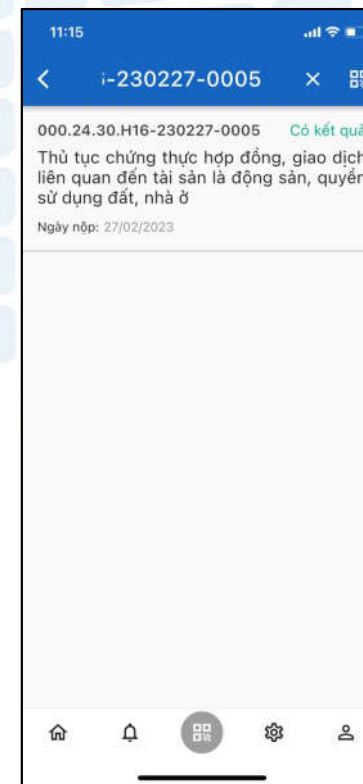 11:15
-230227-0005
000.24.30.H16-230227-0005 Có kết quả
Thủ tục chứng thực hợp đồng, giao dịch
liên quan đến tài sản là động sản, quyền
sử dụng đất, nhà ở
Ngày nộp: 27/02/2023